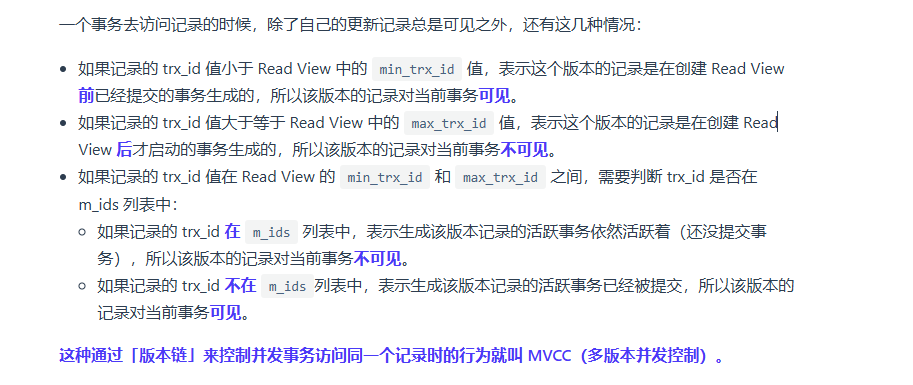 一个事务去访问记录的时候，除了自己的更新记录总是可见之外，还有这几种情况：
如果记录的 trx_id 值小于 Read View 中的 min_trx_id 值，表示这个版本的记录是在创建 Read View
前已经提交的事务生成的，所以该版本的记录对当前事务可见。
如果记录的 trx_id 值大于等于 Read View 中的 max_trx_id 值，表示这个版本的记录是在创建 Read
View 后才启动的事务生成的，所以该版本的记录对当前事务不可见。
如果记录的 trx_id 值在 Read View 的 min_trx_id 和 max_trx_id 之间，需要判断 trx_id 是否在
m_ids 列表中：
如果记录的 trx_id 在 m_ids 列表中，表示生成该版本记录的活跃事务依然活跃着（还没提交事
务），所以该版本的记录对当前事务不可见。
如果记录的 trx_id 不在 m_ids 列表中，表示生成该版本记录的活跃事务已经被提交，所以该版本的
记录对当前事务可见。
这种通过「版本链」来控制并发事务访问同一个记录时的行为就叫 MVCC（多版本并发控制）。